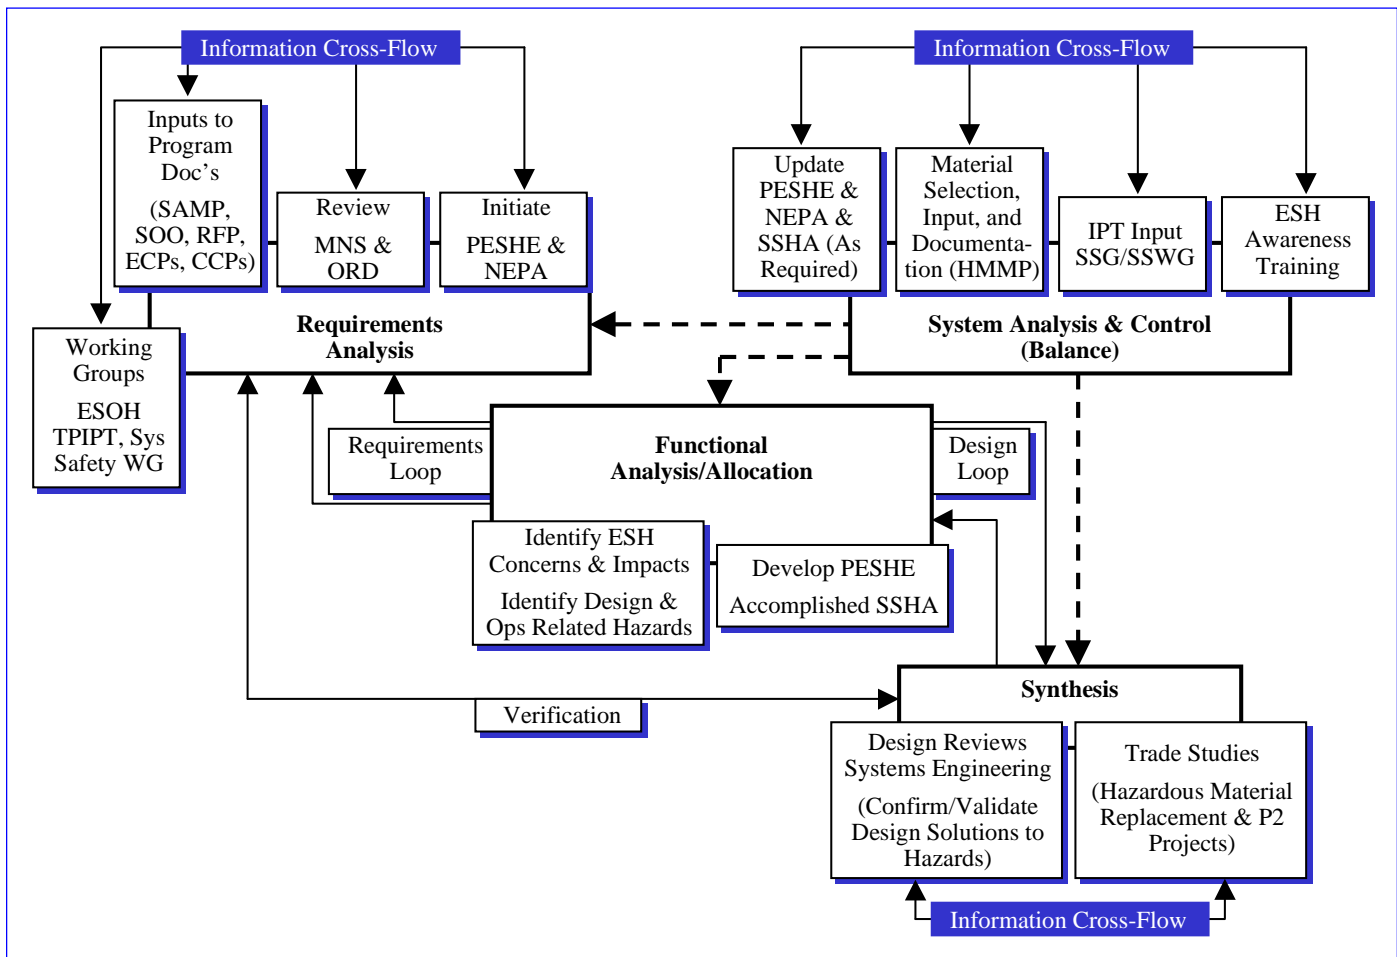 Information Cross-Flow
Inputs to
Program
Doc's
(SAMP,
SOO, RFP,
ECPs, CCPs)
Review
MNS &
ORD
Initiate
PESHE &
NEPA
Requirements
Analysis
Working
Groups
ESOH
TPIPT, Sys
Safety WG
Information Cross-Flow
Update
PESHE &
NEPA &
SSHA (As
Required)
Material
Selection,
Input, and
Documenta-
tion (HMMP)
IPT Input
SSG/SSWG
ESH
Awareness
Training
System Analysis & Control
(Balance)
Requirements
Loop
Functional
Analysis/Allocation
Design
Loop
Identify ESH
Concerns & Impacts
Identify Design &
Ops Related Hazards
Develop PESHE
Accomplished SSHA
Verification
Synthesis
Design Reviews
Systems Engineering
(Confirm/Validate
Design Solutions to
Hazards)
Trade Studies
(Hazardous Material
Replacement & P2
Projects)
Information Cross-Flow